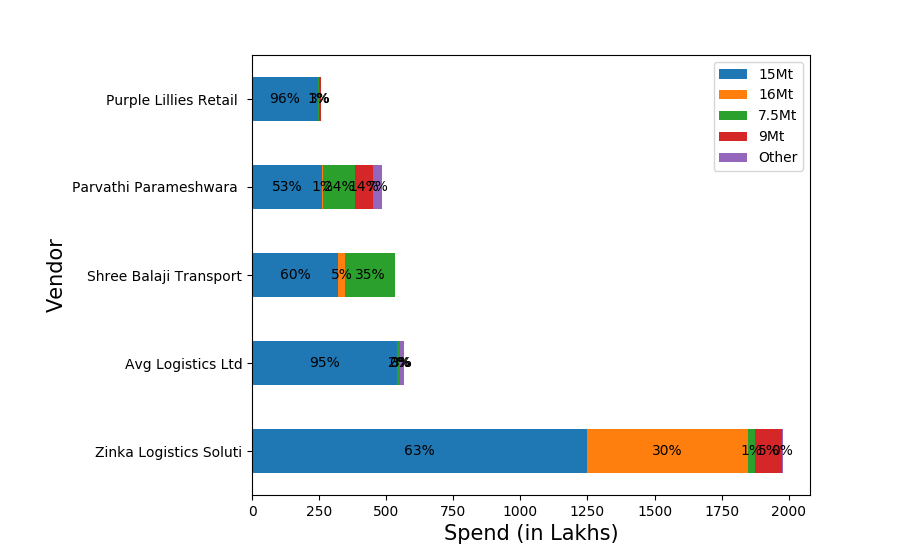 15Mt
16Mt
7.5Mt
9Mt
Other
Purple Lillies Retail 96%
Parvathi Parameshwara 53% 1% 14%
Shree Balaji Transport 60% 5% 35%
Avg Logistics Ltd 95%
Zinka Logistics Soluti 63% 30% 1% 5% 0%
Vendor
0 250 500 750 1000 1250 1500 1750 2000
Spend (in Lakhs)